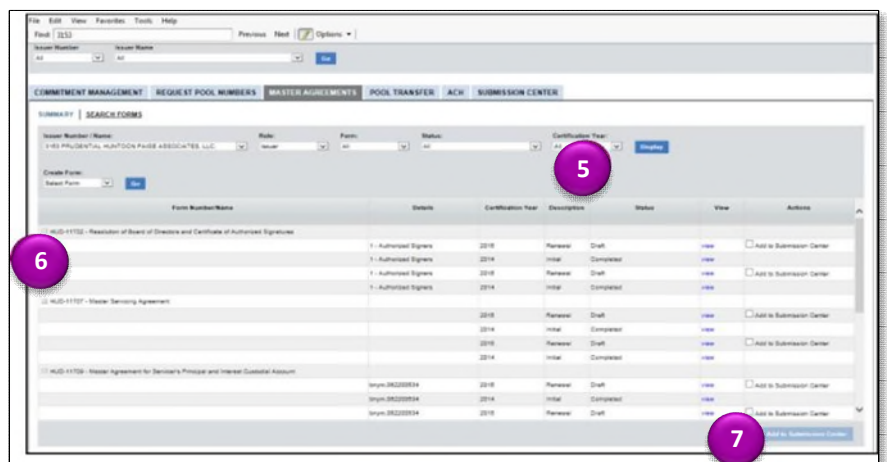 File Edit View Favorites Tools Help
Find: 3153 Previous Next Options
Issuer Number Issuer Name
All All Go
COMMITMENT MANAGEMENT REQUEST POOL NUMBERS MASTER AGREEMENTS POOL TRANSFER ACH SUBMISSION CENTER
SUMMARY | SEARCH FORMS
Issuer Number / Name: Role: Form: Status: Certification Year:
3153 PRUDENTIAL HUNTOON PAIGE ASSOCIATES, LLC Issuer All All All Display
5
Create Form:
Select Form Go
Form Number/Name Details Certification Year Description Status View Actions
HUD-11702 - Resolution of Board of Directors and Certificate of Authorized Signatures
6
1 - Authorized Signers 2015 Renewal Draft view Add to Submission Center
1 - Authorized Signers 2014 Initial Completed view
1 - Authorized Signers 2015 Renewal Draft view Add to Submission Center
1 - Authorized Signers 2014 Initial Completed view
HUD-11707 - Master Servicing Agreement
2015 Renewal Draft view Add to Submission Center
2014 Initial Completed view
2015 Renewal Draft view Add to Submission Center
2014 Initial Completed view
HUD-11709 - Master Agreement for Servicer's Principal and Interest Custodial Account
2015 Renewal Draft view Add to Submission Center
2014 Initial Completed view
2015 Renewal Draft view Add to Submission Center
7 Add to Submission Center